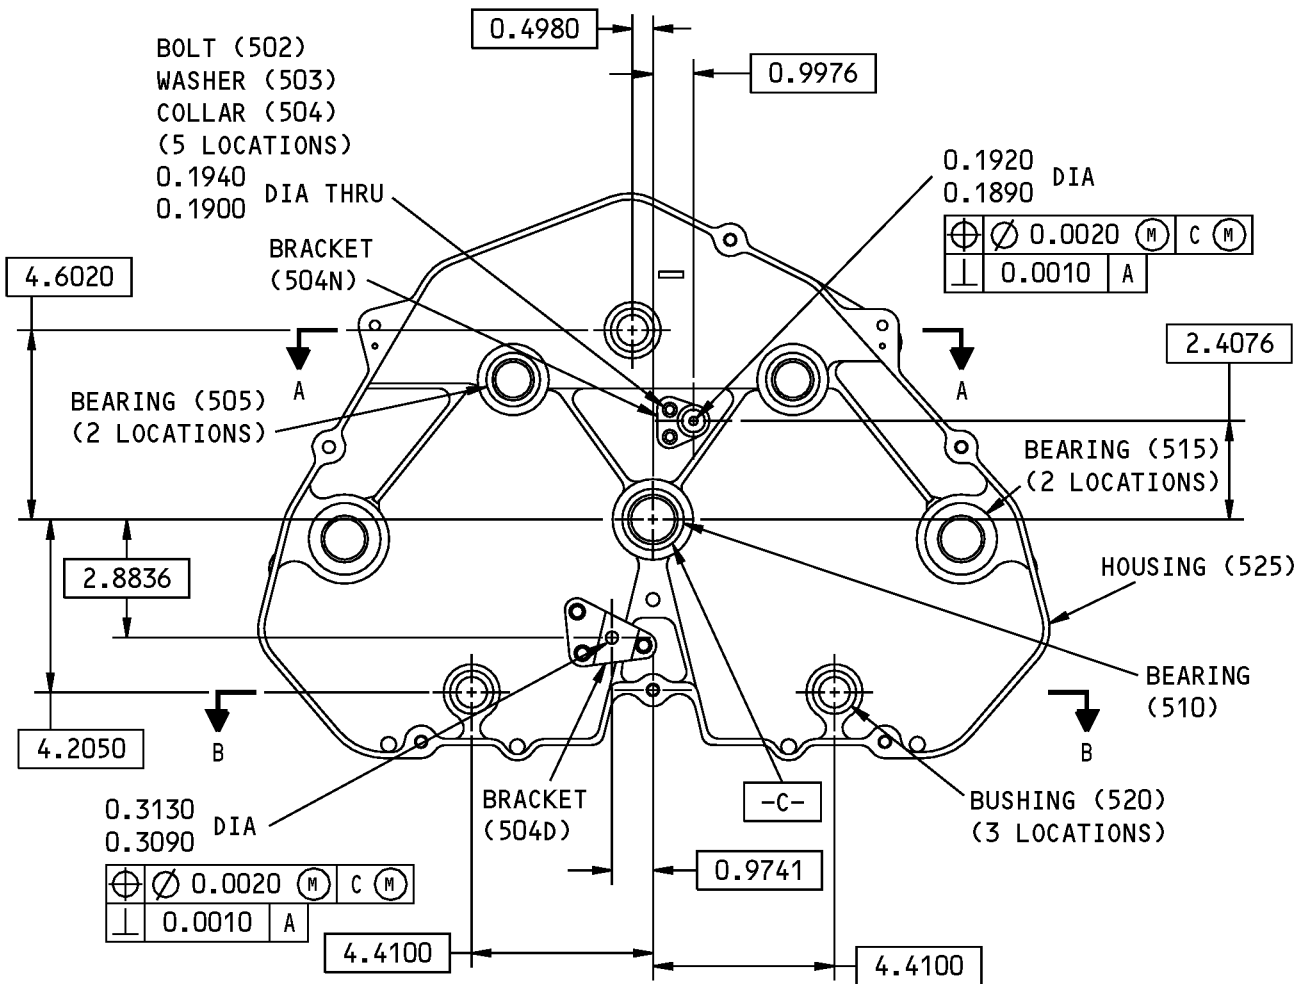 0.4980
BOLT (502)
WASHER (503)
COLLAR (504)
(5 LOCATIONS)
0.1940
0.1900
DIA THRU
0.9976
0.1920
0.1890
DIA
⌖ ∅ 0.0020 Ⓜ C Ⓜ
⊥ 0.0010 A
BRACKET
(504N)
4.6020
2.4076
A
A
BEARING (505)
(2 LOCATIONS)
BEARING (515)
(2 LOCATIONS)
2.8836
HOUSING (525)
BEARING
(510)
4.2050
B
B
0.3130
0.3090
DIA
⌖ ∅ 0.0020 Ⓜ C Ⓜ
⊥ 0.0010 A
BRACKET
(504D)
-C-
BUSHING (520)
(3 LOCATIONS)
0.9741
4.4100
4.4100